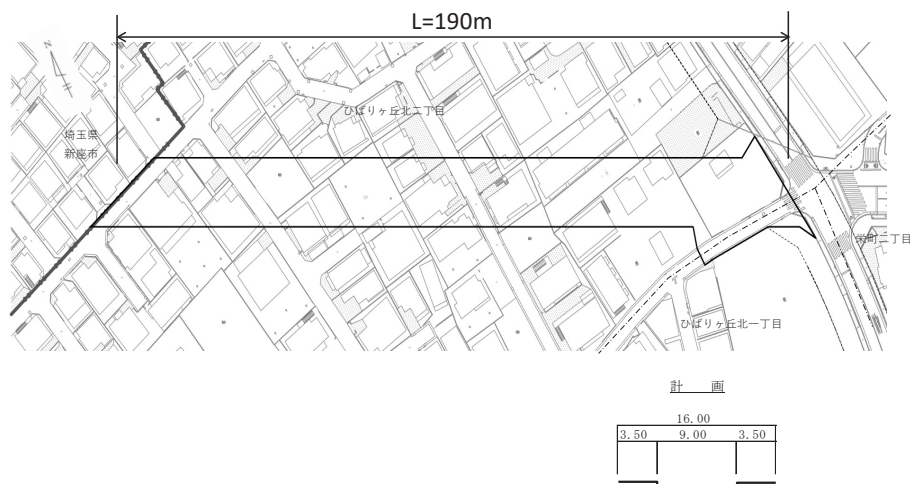 L=190m
N
ひばりヶ丘北二丁目
埼玉県
新座市
栄町二丁目
ひばりヶ丘北一丁目
計 画
16.00
3.50 9.00 3.50